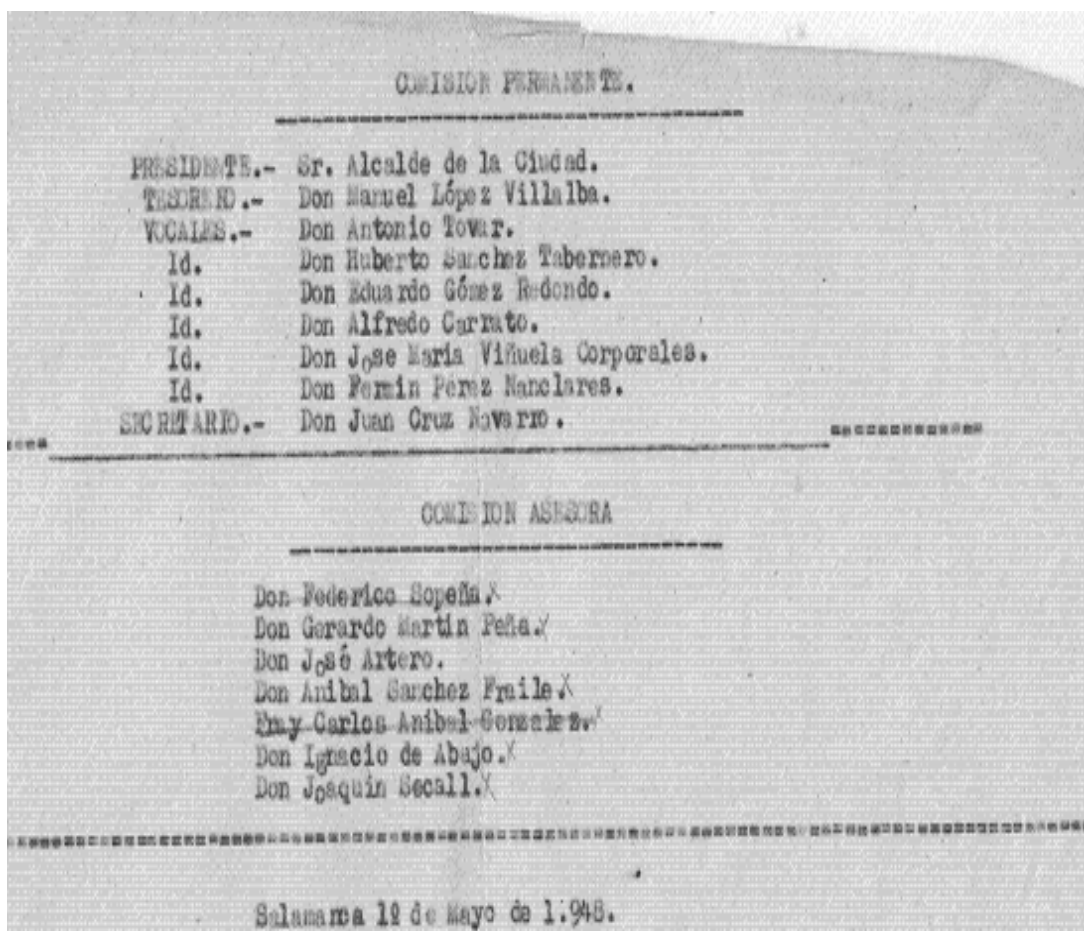 COMISION PERMANENTE.
PRESIDENTE.- Sr. Alcalde de la Ciudad.
TESORERO.- Don Manuel López Villalba.
VOCALES.- Don Antonio Tovar.
Id. Don Huberto Sanchez Tabernero.
Id. Don Eduardo Gómez Redondo.
Id. Don Alfredo Carrato.
Id. Don Jose Maria Viñuela Corporales.
Id. Don Fermin Perez Nanclares.
SECRETARIO.- Don Juan Cruz Navarro.
COMISION ASESORA
Don Federico Sopeña.X
Don Gerardo Martin Peña.X
Don José Artero.
Don Anibal Sanchez Fraile.X
Fray Carlos Anibal Gonzalez.X
Don Ignacio de Abajo.X
Don Joaquin Secall.X
Salamanca 1º de Mayo de 1.948.